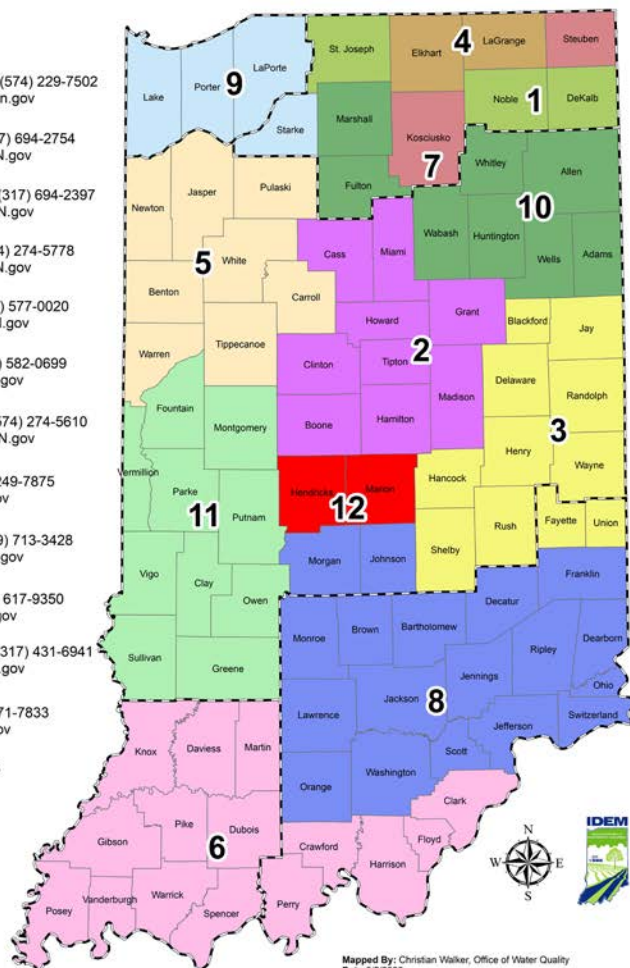 (574) 229-7502
n.gov
7) 694-2754
N.gov
(317) 694-2397
N.gov
4) 274-5778
N.gov
) 577-0020
N.gov
) 582-0699
gov
574) 274-5610
N.gov
249-7875
ov
9) 713-3428
gov
617-9350
gov
(317) 431-6941
.gov
71-7833
ov
St. Joseph
Elkhart
4
LaGrange
Steuben
Lake
Porter
LaPorte
9
Starke
Noble
1
DeKalb
Marshall
Kosciusko
7
Fulton
Whitley
Allen
10
Newton
Jasper
Pulaski
Wabash
Huntington
Wells
Adams
Cass
Miami
5
White
Benton
Carroll
Howard
Grant
Blackford
Jay
Warren
Tippecanoe
Clinton
Tipton
2
Madison
Delaware
Randolph
Fountain
Montgomery
Boone
Hamilton
Henry
3
Wayne
Vermillion
Parke
11
Putnam
Hendricks
12
Marion
Hancock
Shelby
Rush
Fayette
Union
Morgan
Johnson
Vigo
Clay
Owen
Franklin
Decatur
Sullivan
Greene
Monroe
Brown
Bartholomew
Ripley
Dearborn
Jennings
Ohio
Lawrence
Jackson
8
Jefferson
Switzerland
Knox
Daviess
Martin
Orange
Washington
Scott
Clark
Gibson
Pike
6
Dubois
Crawford
Floyd
Harrison
Posey
Vanderburgh
Warrick
Spencer
Perry
N
W
E
S
IDEM
Mapped By: Christian Walker, Office of Water Quality